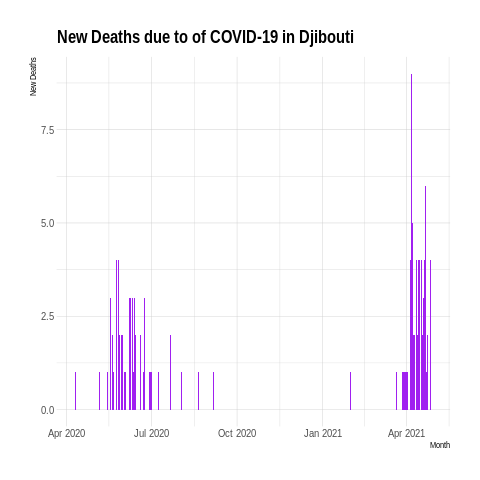 New Deaths due to of COVID-19 in Djibouti
New Deaths
7.5
5.0
2.5
0.0
Apr 2020 Jul 2020 Oct 2020 Jan 2021 Apr 2021
Month